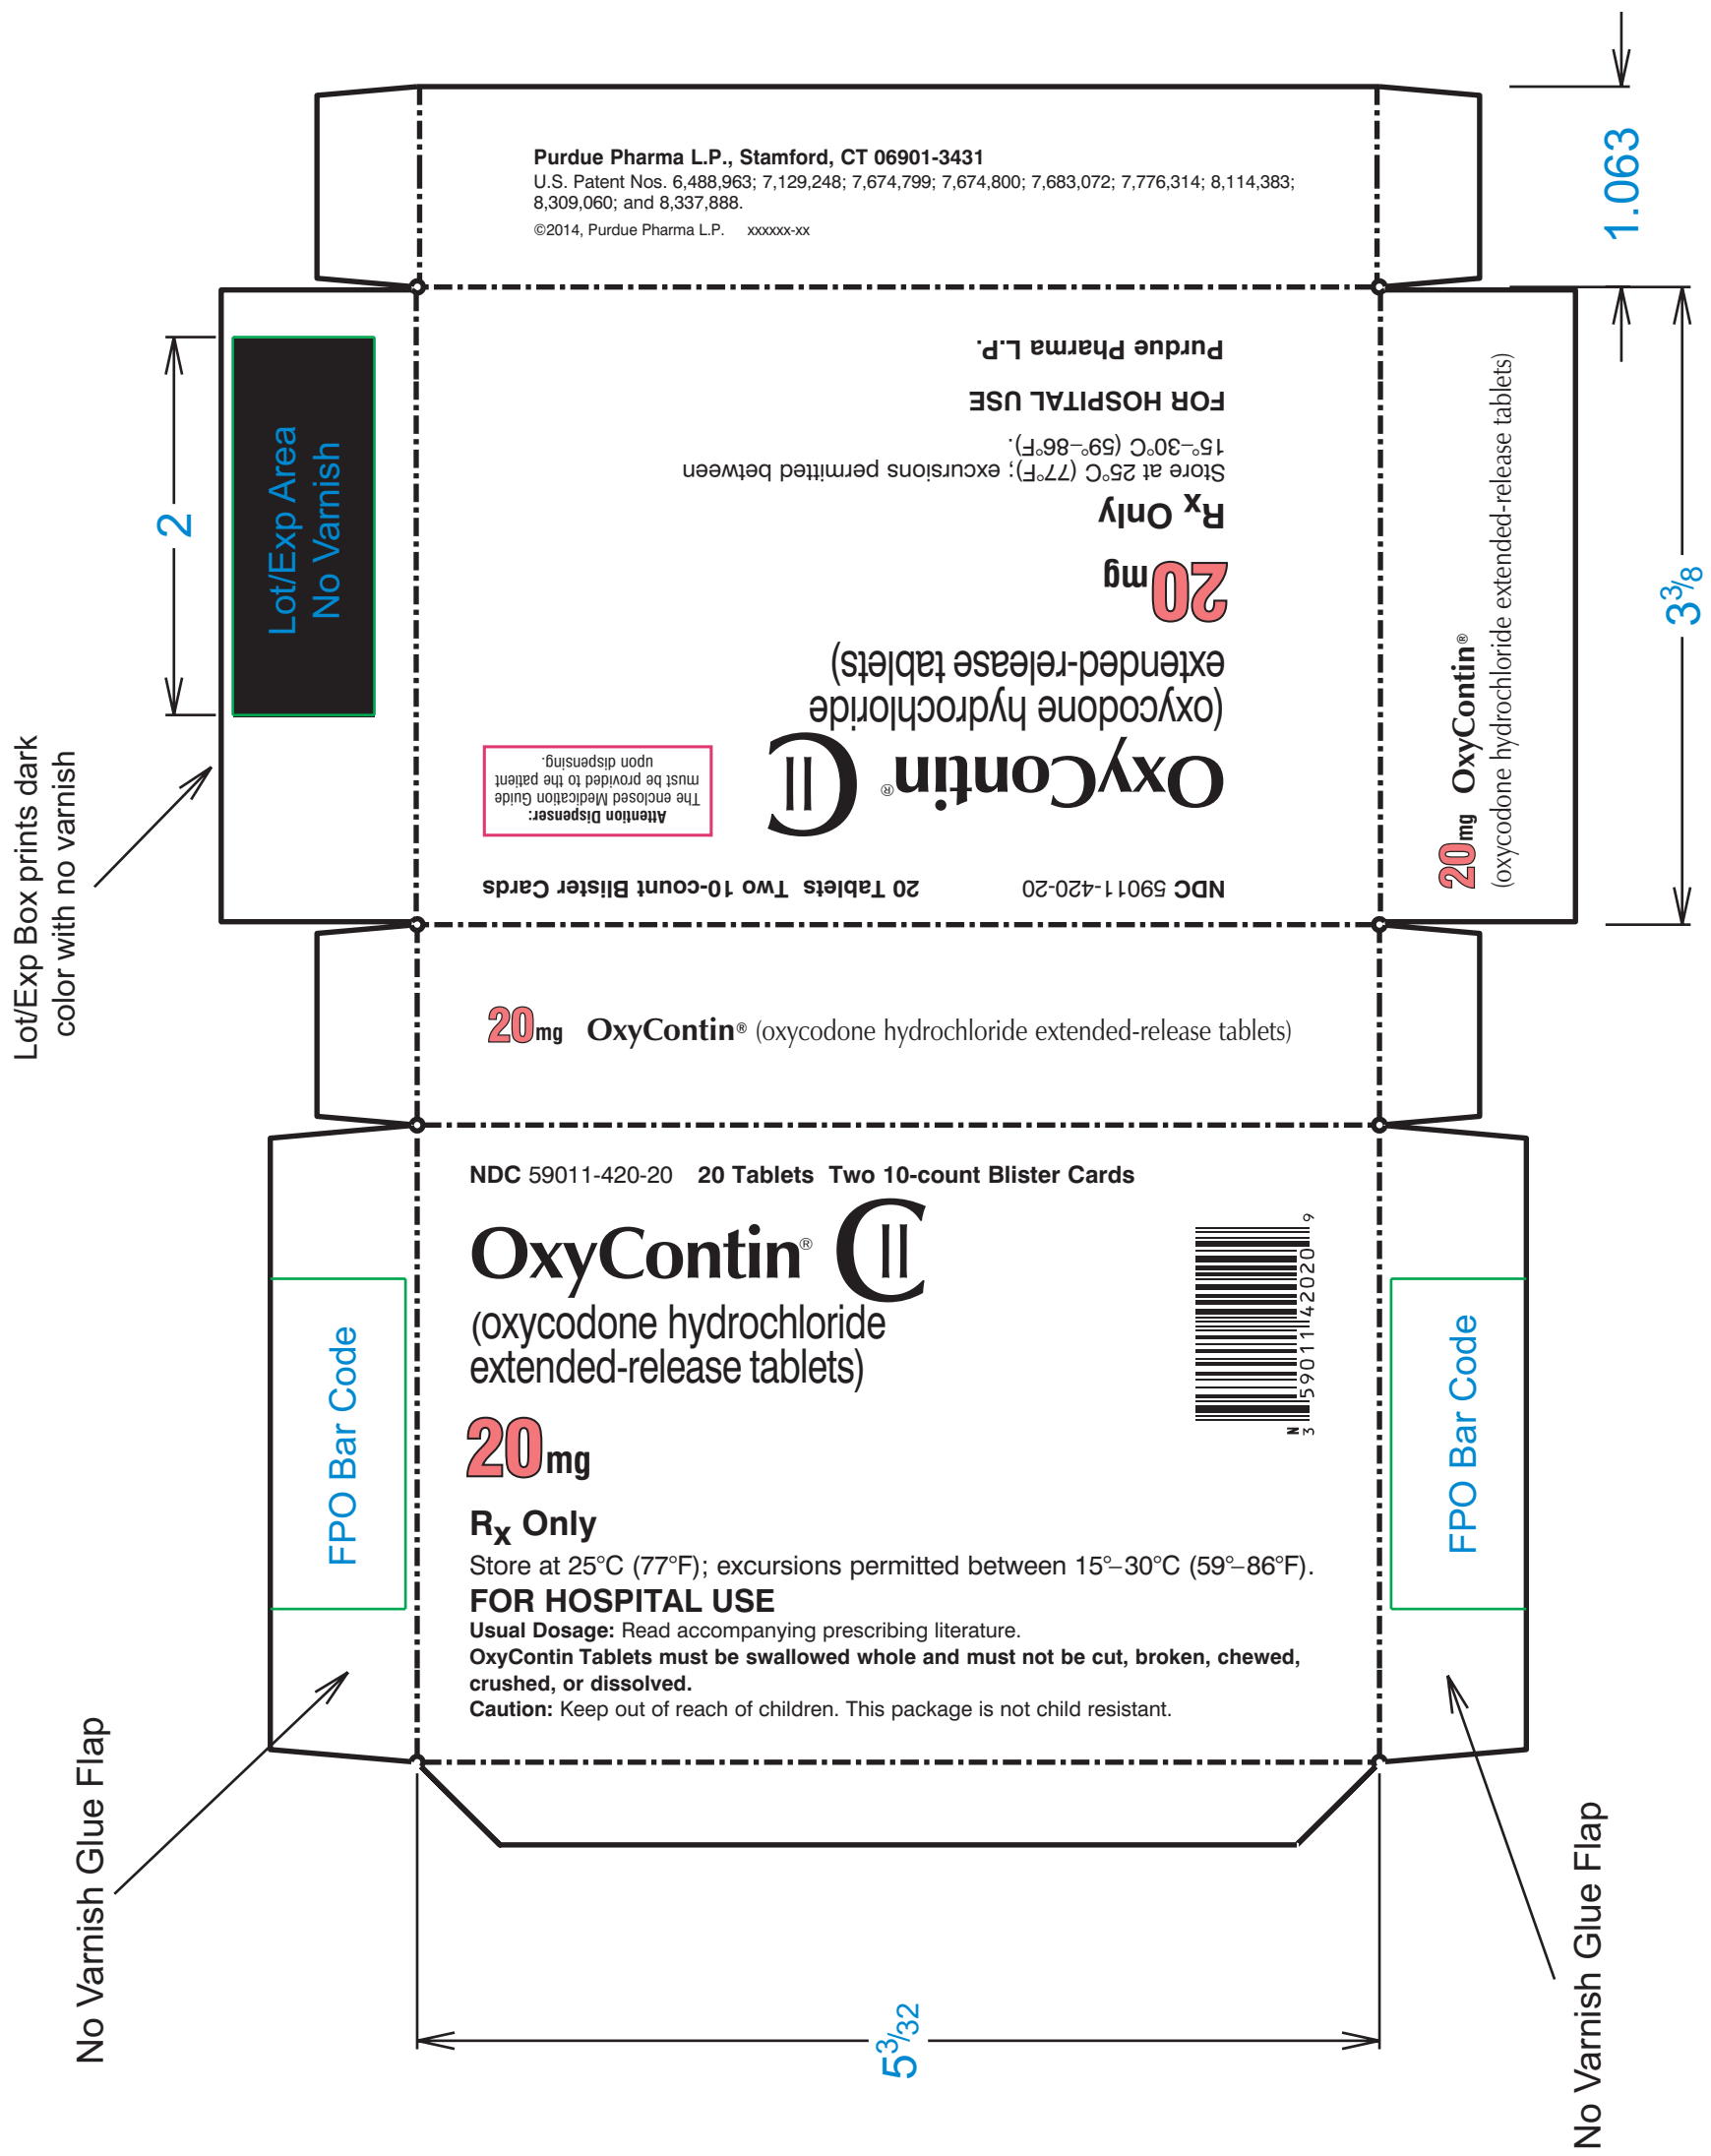 Purdue Pharma L.P., Stamford, CT 06901-3431
U.S. Patent Nos. 6,488,963; 7,129,248; 7,674,799; 7,674,800; 7,683,072; 7,776,314; 8,114,383;
8,309,060; and 8,337,888.
©2014, Purdue Pharma L.P. xxxxxx-xx
1.063
2
Lot/Exp Area
No Varnish
Lot/Exp Box prints dark
color with no varnish
NDC 59011-420-20 20 Tablets Two 10-count Blister Cards
OxyContin® CII
Attention Dispenser:
The enclosed Medication Guide
must be provided to the patient
upon dispensing.
(oxycodone hydrochloride
extended-release tablets)
20 mg
Rx Only
Store at 25°C (77°F); excursions permitted between
15°–30°C (59°–86°F).
FOR HOSPITAL USE
Purdue Pharma L.P.
20 mg OxyContin®
(oxycodone hydrochloride extended-release tablets)
3 3/8
20 mg OxyContin® (oxycodone hydrochloride extended-release tablets)
NDC 59011-420-20 20 Tablets Two 10-count Blister Cards
OxyContin® CII
(oxycodone hydrochloride
extended-release tablets)
20 mg
Rx Only
Store at 25°C (77°F); excursions permitted between 15°–30°C (59°–86°F).
FOR HOSPITAL USE
Usual Dosage: Read accompanying prescribing literature.
OxyContin Tablets must be swallowed whole and must not be cut, broken, chewed,
crushed, or dissolved.
Caution: Keep out of reach of children. This package is not child resistant.
N
3 59011 42020 9
FPO Bar Code
FPO Bar Code
No Varnish Glue Flap
No Varnish Glue Flap
5 3/32